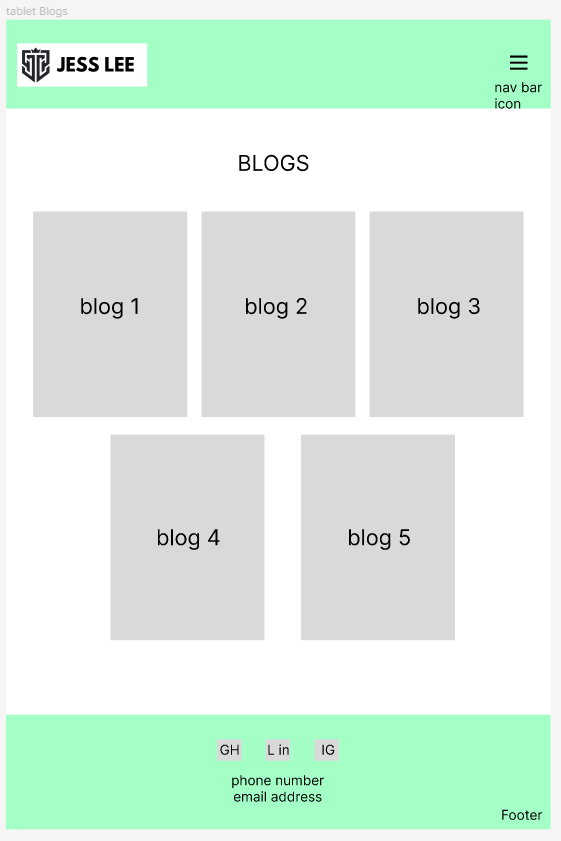 tablet Blogs
JESS LEE
nav bar
icon
BLOGS
blog 1
blog 2
blog 3
blog 4
blog 5
GH
L in
IG
phone number
email address
Footer